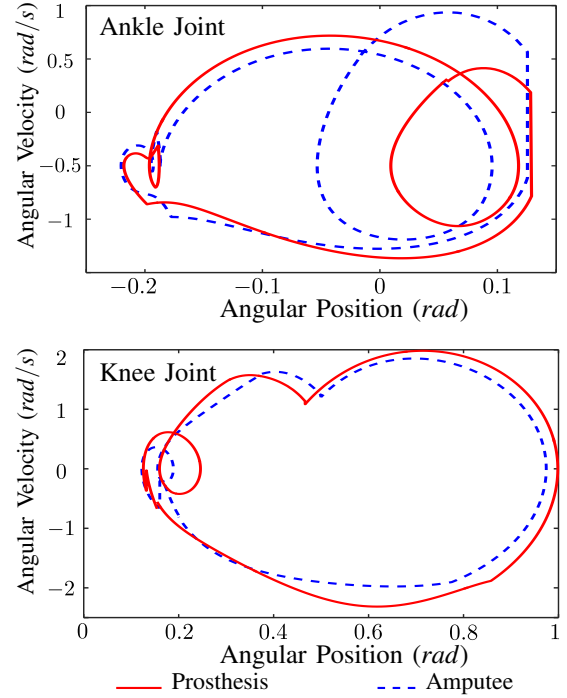 Ankle Joint
Angular Velocity (rad/s)
1
0.5
0
−0.5
−1
−0.2 −0.1 0 0.1
Angular Position (rad)
Knee Joint
Angular Velocity (rad/s)
2
1
0
−1
−2
0 0.2 0.4 0.6 0.8 1
Angular Position (rad)
Prosthesis Amputee